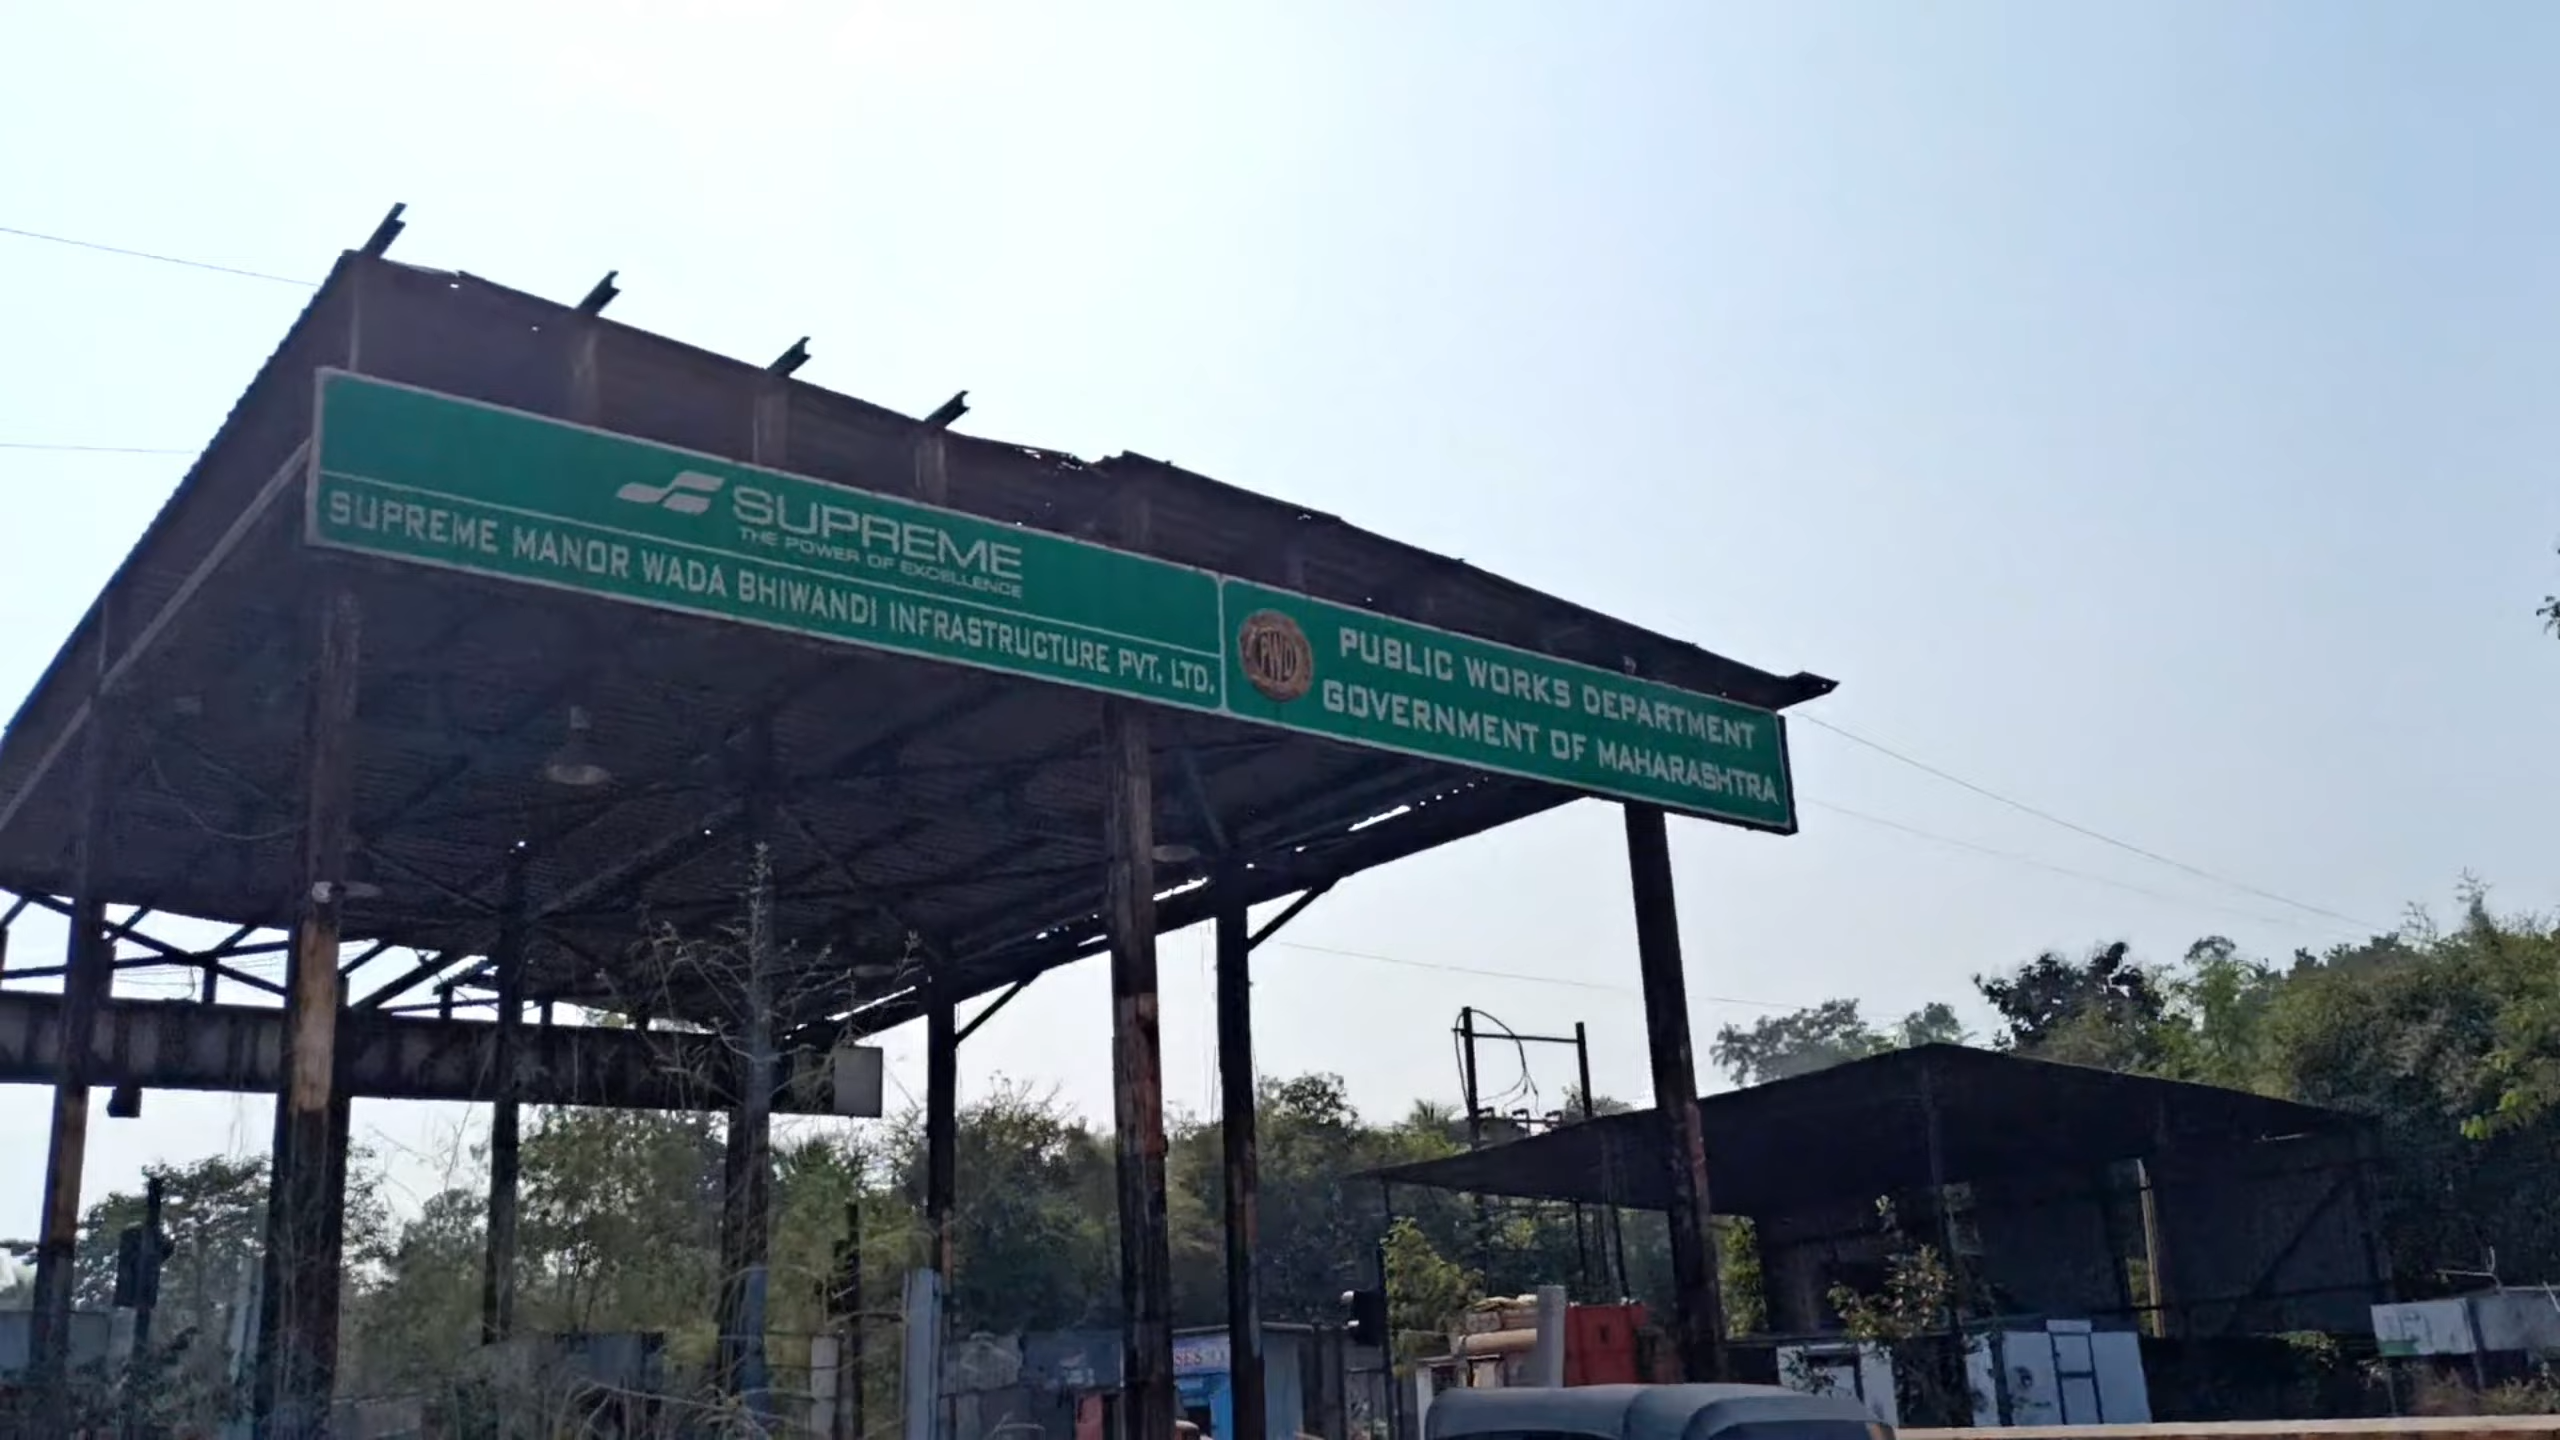 SUPREME
THE POWER OF EXCELLENCE
SUPREME MANOR WADA BHIWANDI INFRASTRUCTURE PVT. LTD.
PWD
PUBLIC WORKS DEPARTMENT
GOVERNMENT OF MAHARASHTRA